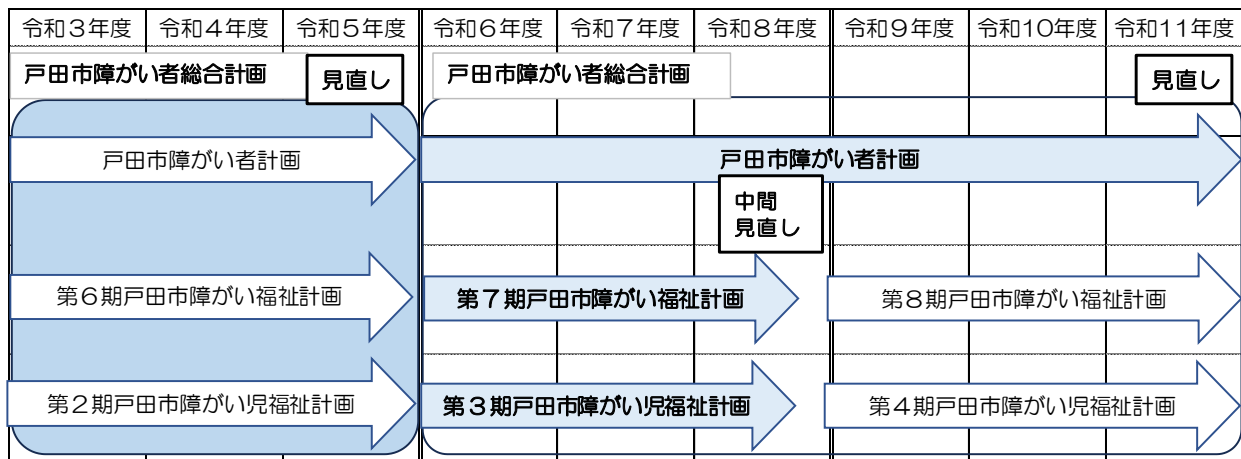 令和３年度 令和４年度 令和５年度 令和６年度 令和７年度 令和８年度 令和９年度 令和10年度 令和11年度
戸田市障がい者総合計画
見直し
戸田市障がい者総合計画
見直し
戸田市障がい者計画
戸田市障がい者計画
中間
見直し
第６期戸田市障がい福祉計画
第７期戸田市障がい福祉計画
第８期戸田市障がい福祉計画
第２期戸田市障がい児福祉計画
第３期戸田市障がい児福祉計画
第４期戸田市障がい児福祉計画